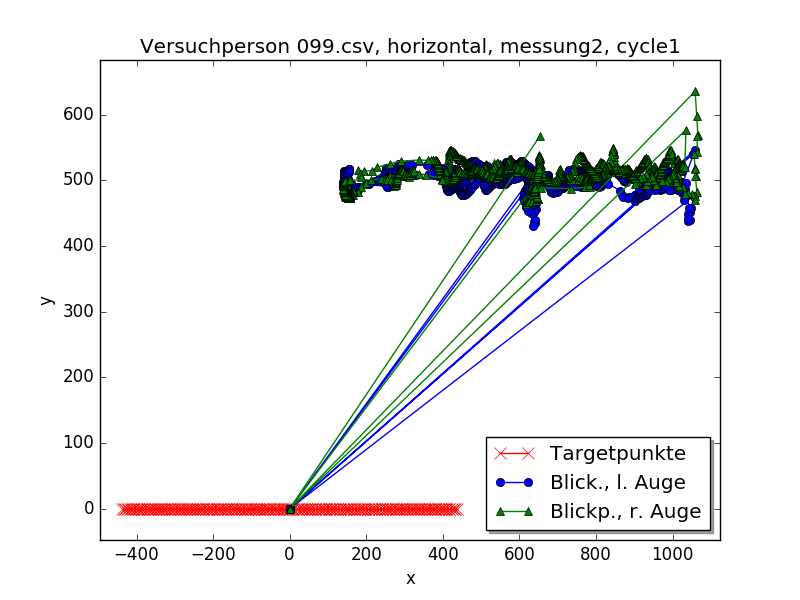 Versuchperson 099.csv, horizontal, messung2, cycle1
y
600
500
400
300
200
100
0
Targetpunkte
Blick., l. Auge
Blickp., r. Auge
−400
−200
0
200
400
600
800
1000
x